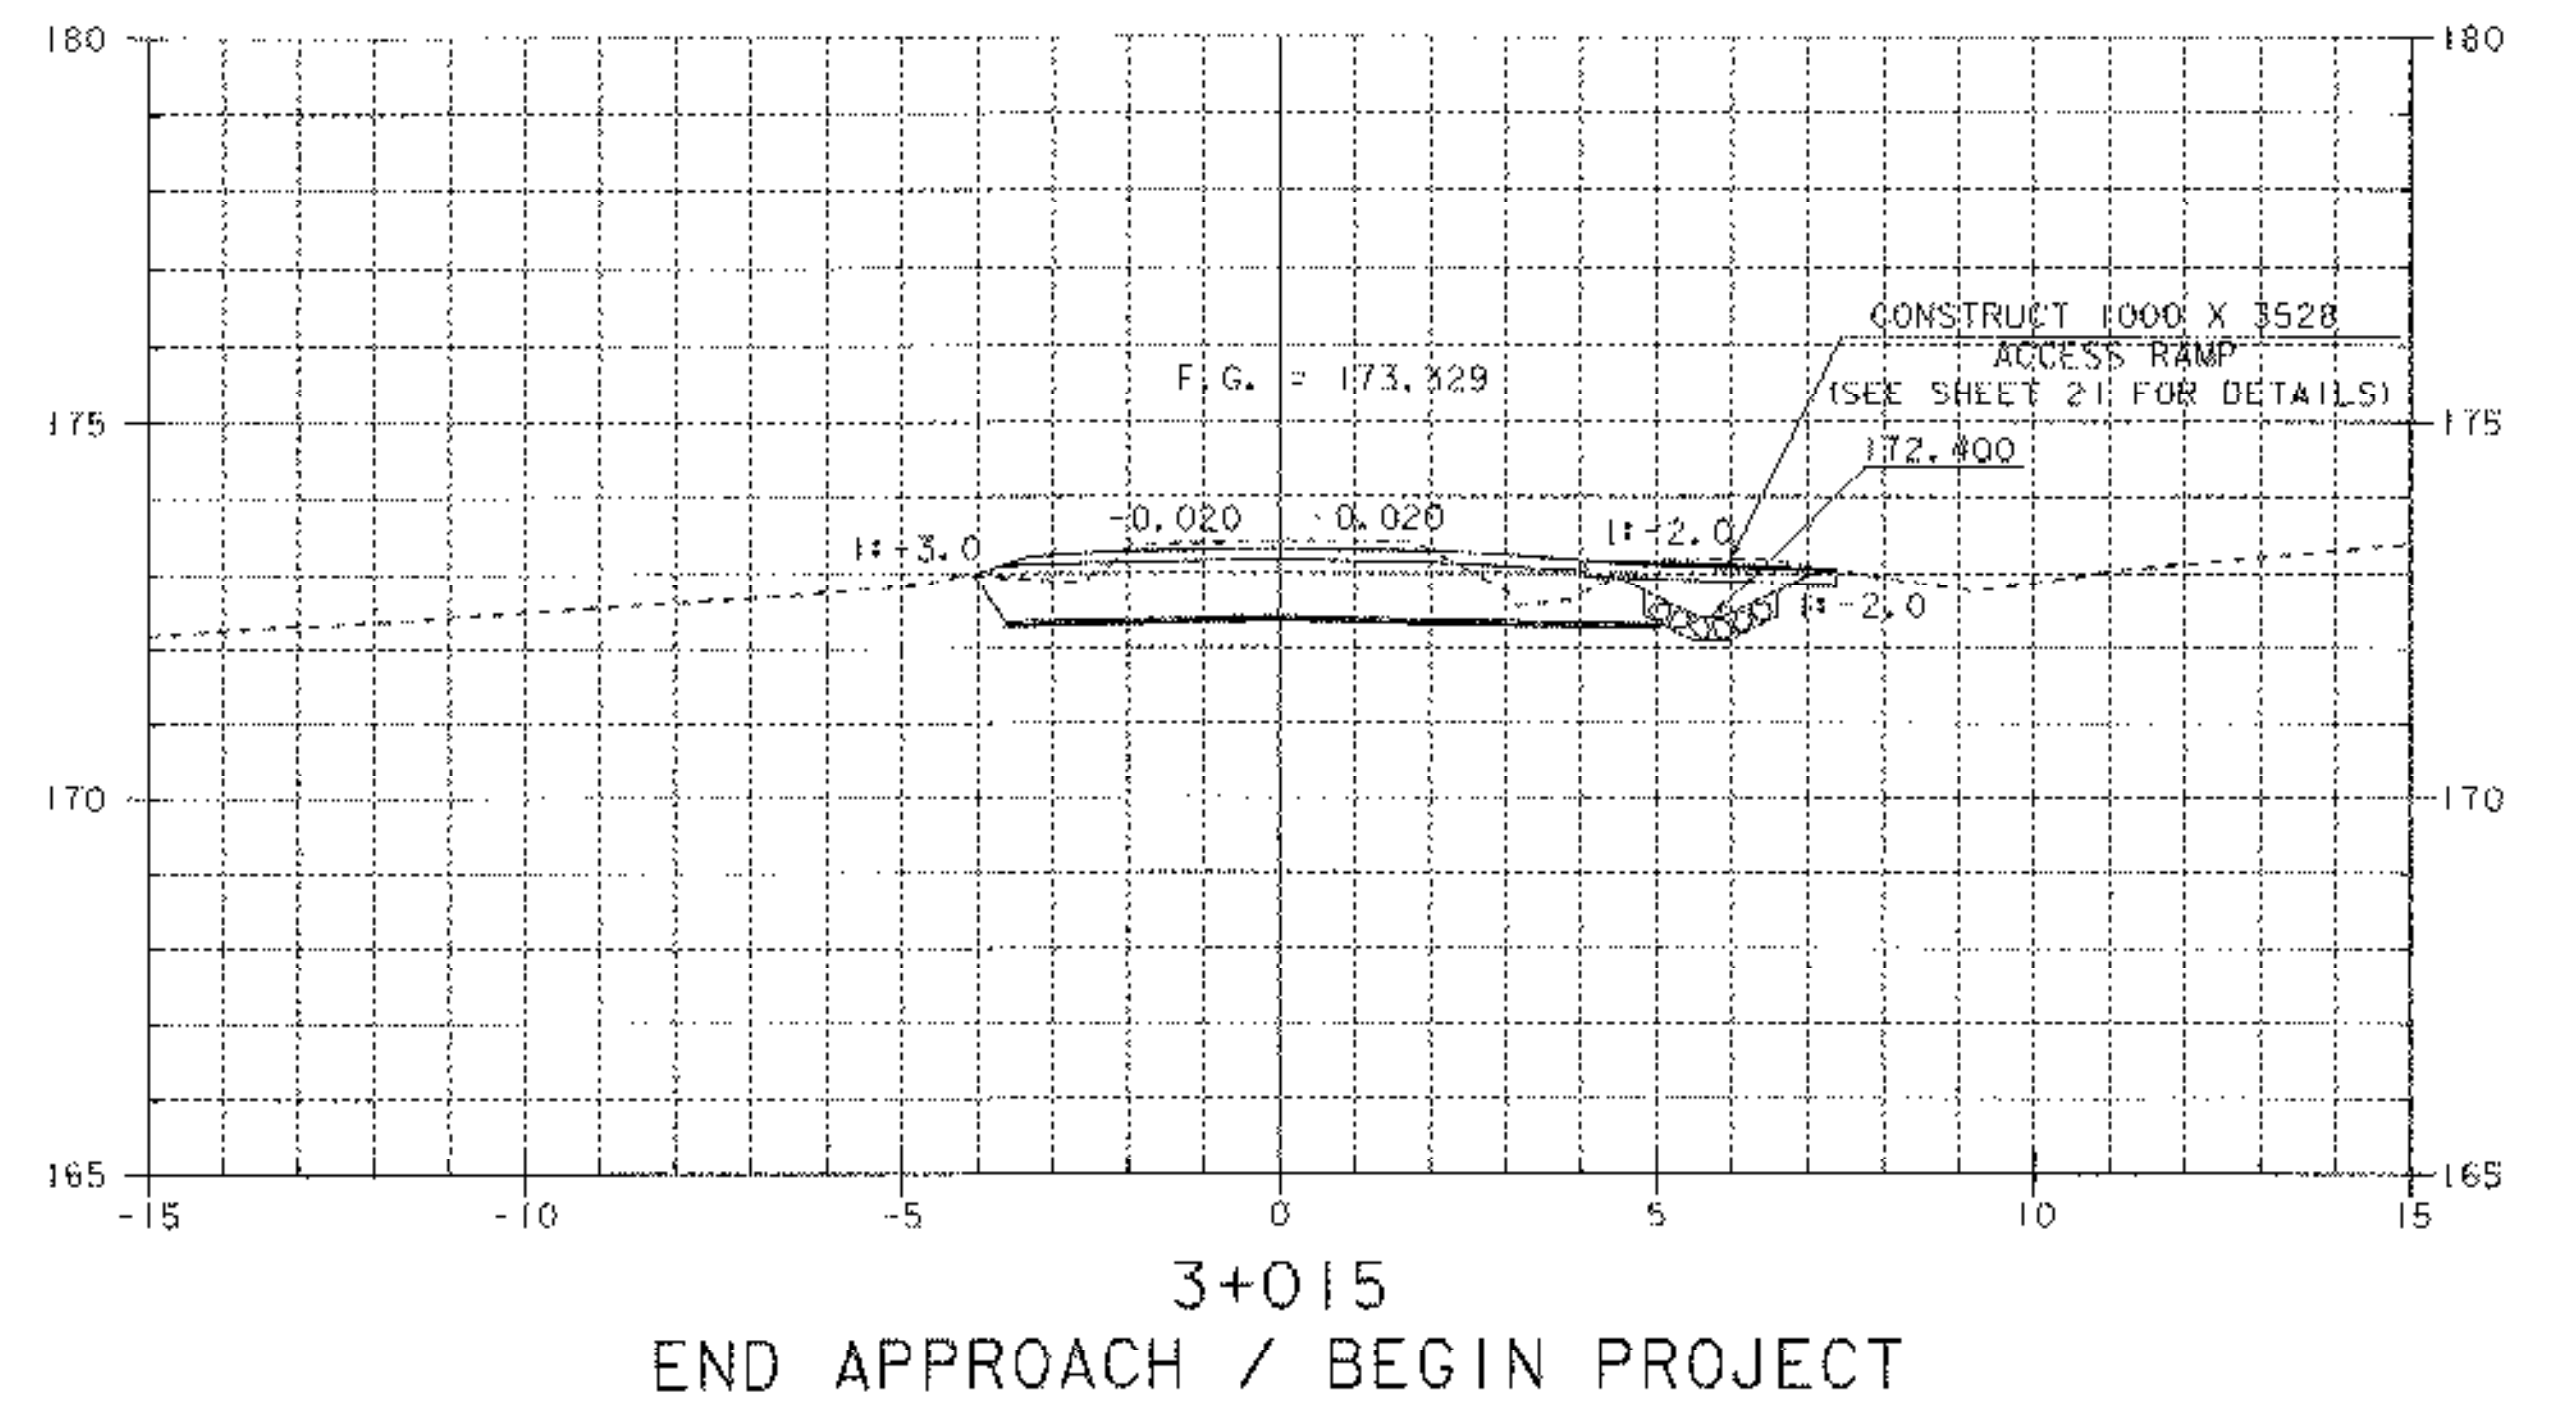 180 180
CONSTRUCT 1000 X 3528
ACCESS RAMP
F.G. = 173.329
(SEE SHEET 21 FOR DETAILS)
175 175
172.400
-0.020 -0.020
1:-3.0 1:-2.0
1:-2.0
170 170
165 165
-15 -10 -5 0 5 10 15
3+015
END APPROACH / BEGIN PROJECT